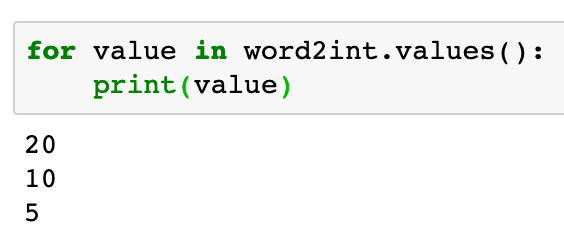 for value in word2int.values():
    print(value)
20
10
5